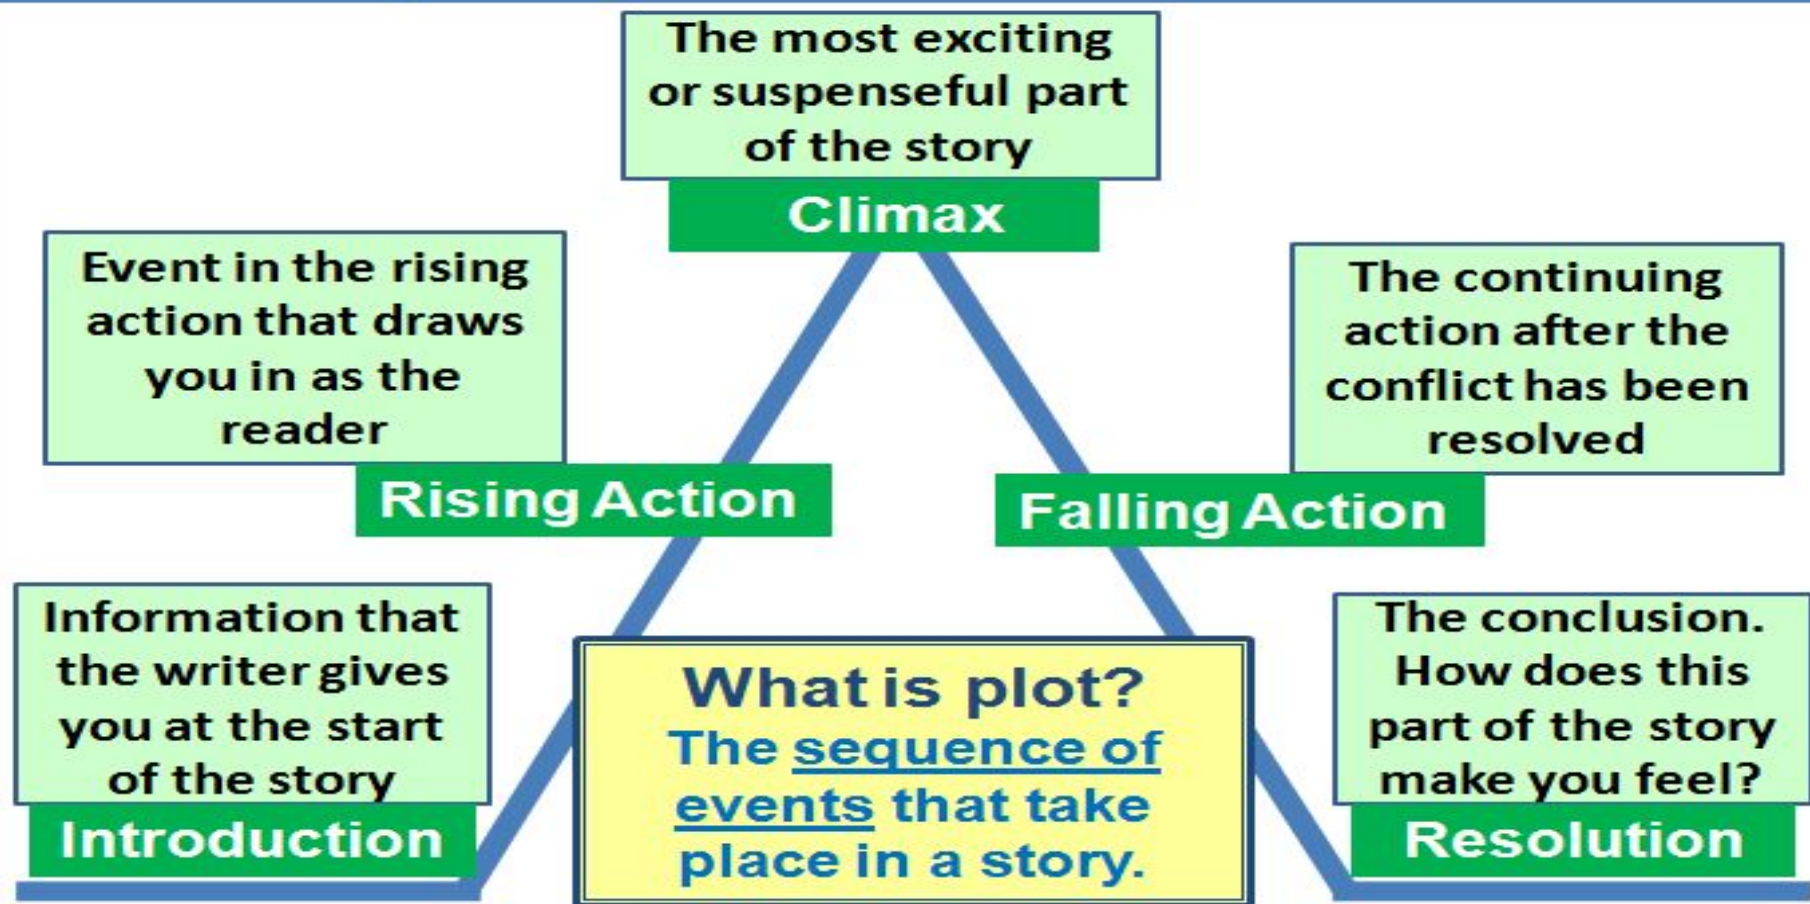 The most exciting
or suspenseful part
of the story
Climax
Event in the rising
action that draws
you in as the
reader
Rising Action
The continuing
action after the
conflict has been
resolved
Falling Action
Information that
the writer gives
you at the start
of the story
Introduction
What is plot?
The sequence of
events that take
place in a story.
The conclusion.
How does this
part of the story
make you feel?
Resolution